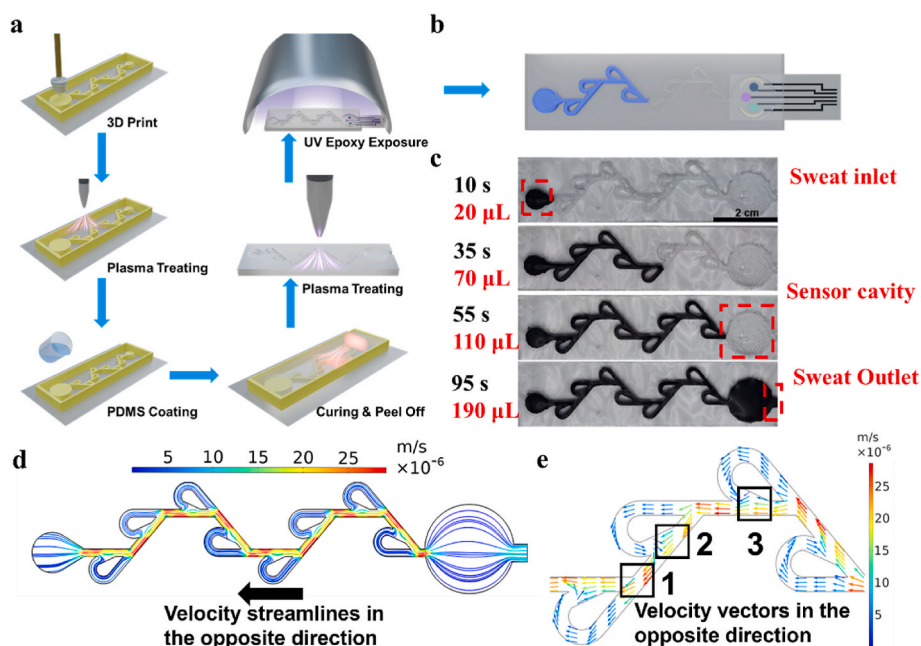 a
3D Print
Plasma Treating
PDMS Coating
Curing & Peel Off
Plasma Treating
UV Epoxy Exposure
b
c
10 s
20 μL
Sweat inlet
2 cm
35 s
70 μL
Sensor cavity
55 s
110 μL
95 s
190 μL
Sweat Outlet
d
m/s
5 10 15 20 25 ×10⁻⁶
Velocity streamlines in
the opposite direction
e
m/s
×10⁻⁶
25
20
15
10
5
1
2
3
Velocity vectors in the
opposite direction